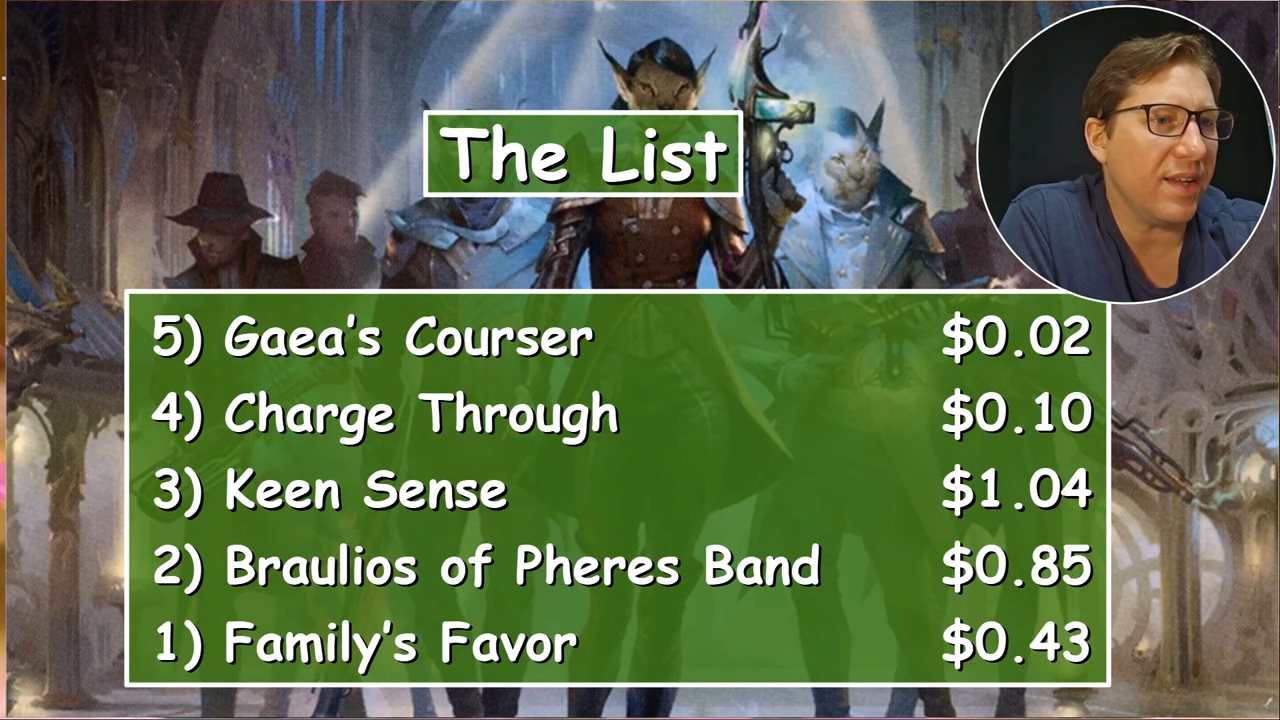 The List
5) Gaea's Courser $0.02
4) Charge Through $0.10
3) Keen Sense $1.04
2) Braulios of Pheres Band $0.85
1) Family's Favor $0.43